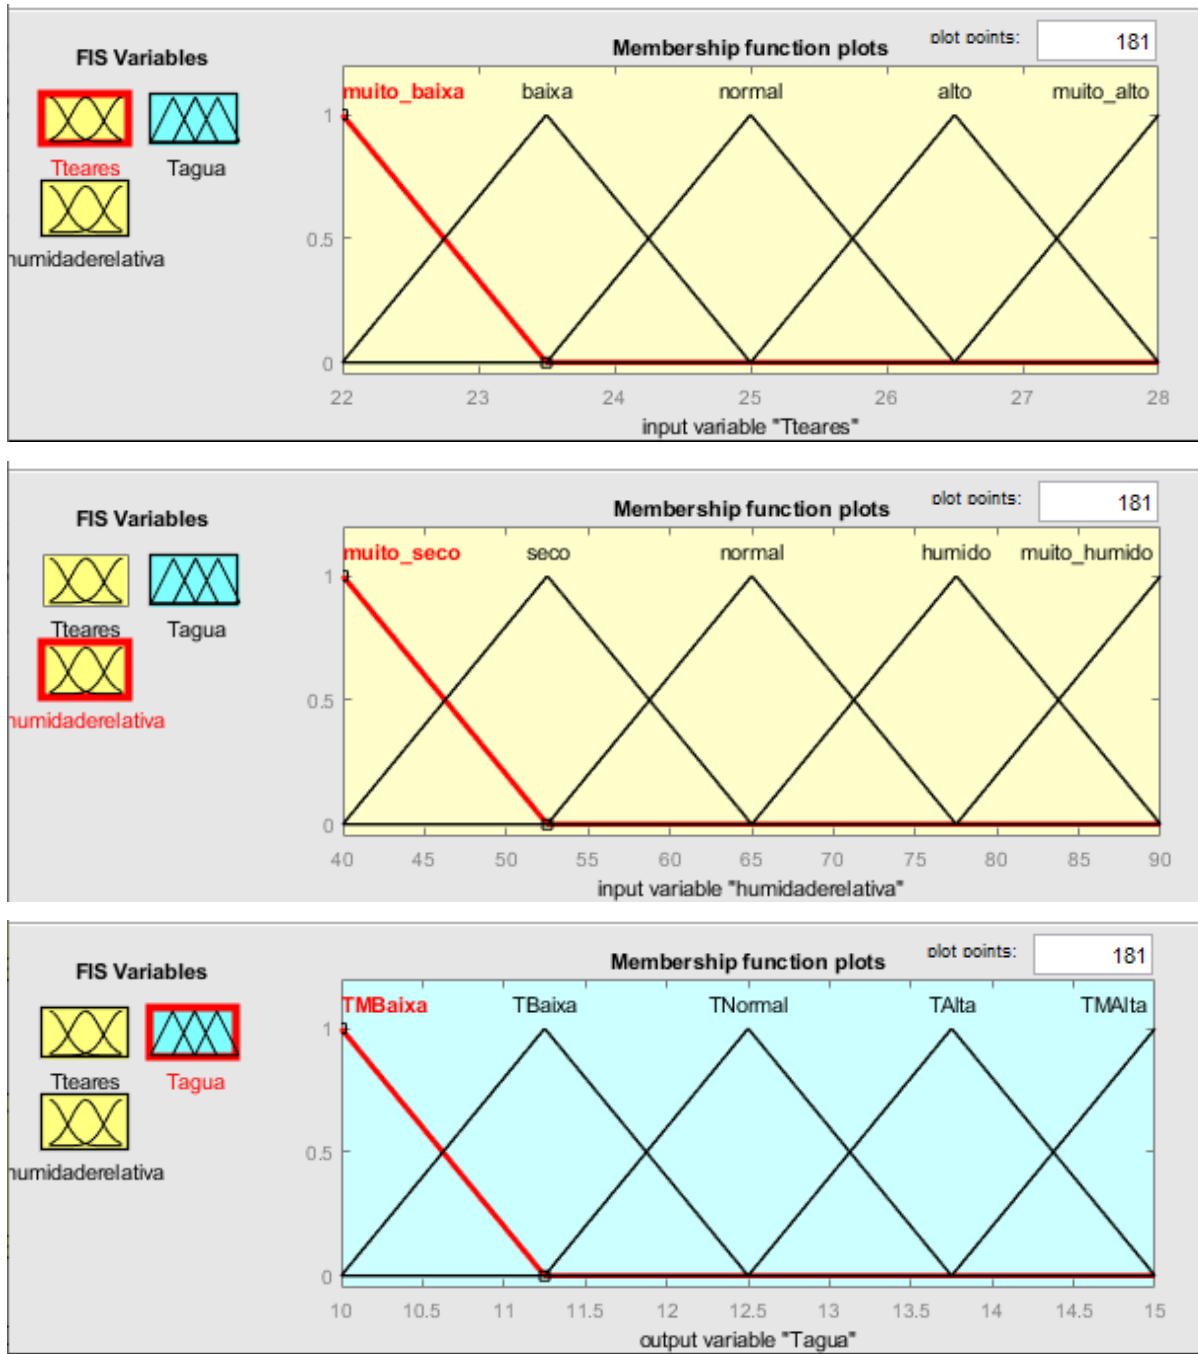 FIS Variables
Membership function plots
plot points:
181
muito_baixa baixa normal alto muito_alto
1
0.5
0
Tteares Tagua
humidaderelativa
22 23 24 25 26 27 28
input variable "Tteares"
FIS Variables
Membership function plots
plot points:
181
muito_seco seco normal humido muito_humido
1
0.5
0
Tteares Tagua
humidaderelativa
40 45 50 55 60 65 70 75 80 85 90
input variable "humidaderelativa"
FIS Variables
Membership function plots
plot points:
181
TMBaixa TBaixa TNormal TAlta TMAlta
1
0.5
0
Tteares Tagua
humidaderelativa
10 10.5 11 11.5 12 12.5 13 13.5 14 14.5 15
output variable "Tagua"